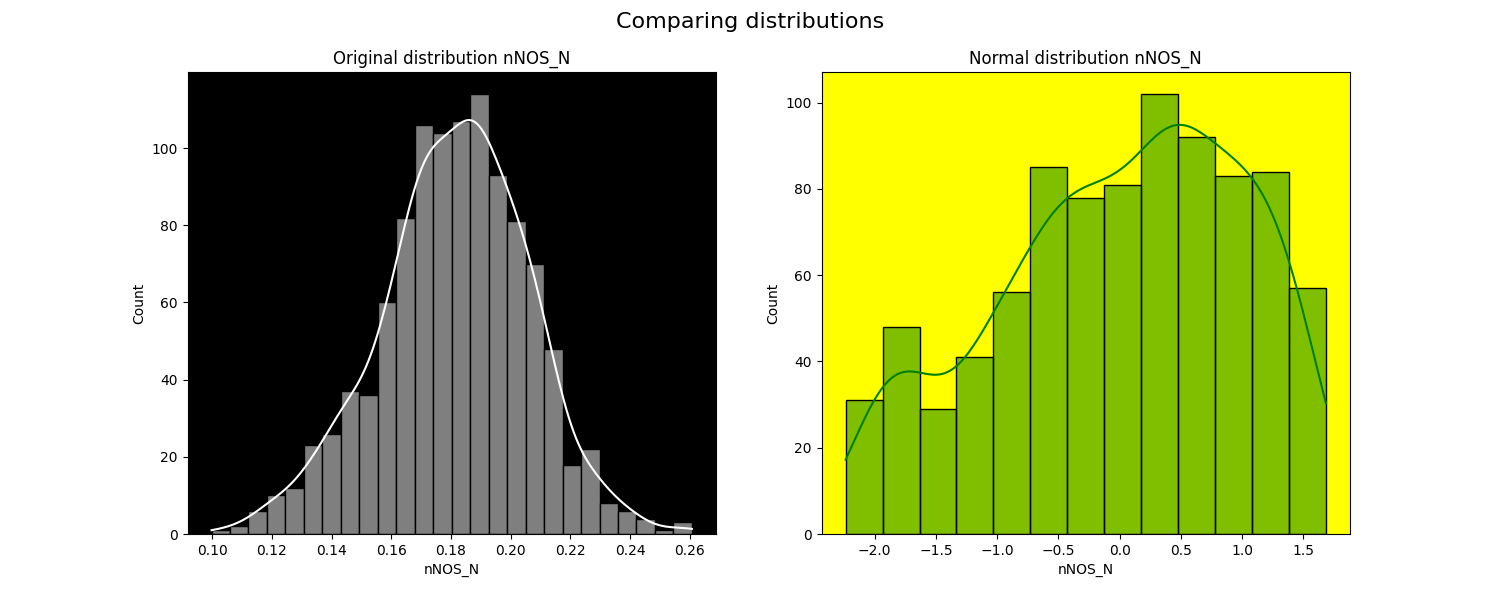 Comparing distributions
Original distribution nNOS_N
Normal distribution nNOS_N
Count
100
80
60
40
20
0
0.10 0.12 0.14 0.16 0.18 0.20 0.22 0.24 0.26
nNOS_N
Count
100
80
60
40
20
0
−2.0 −1.5 −1.0 −0.5 0.0 0.5 1.0 1.5
nNOS_N